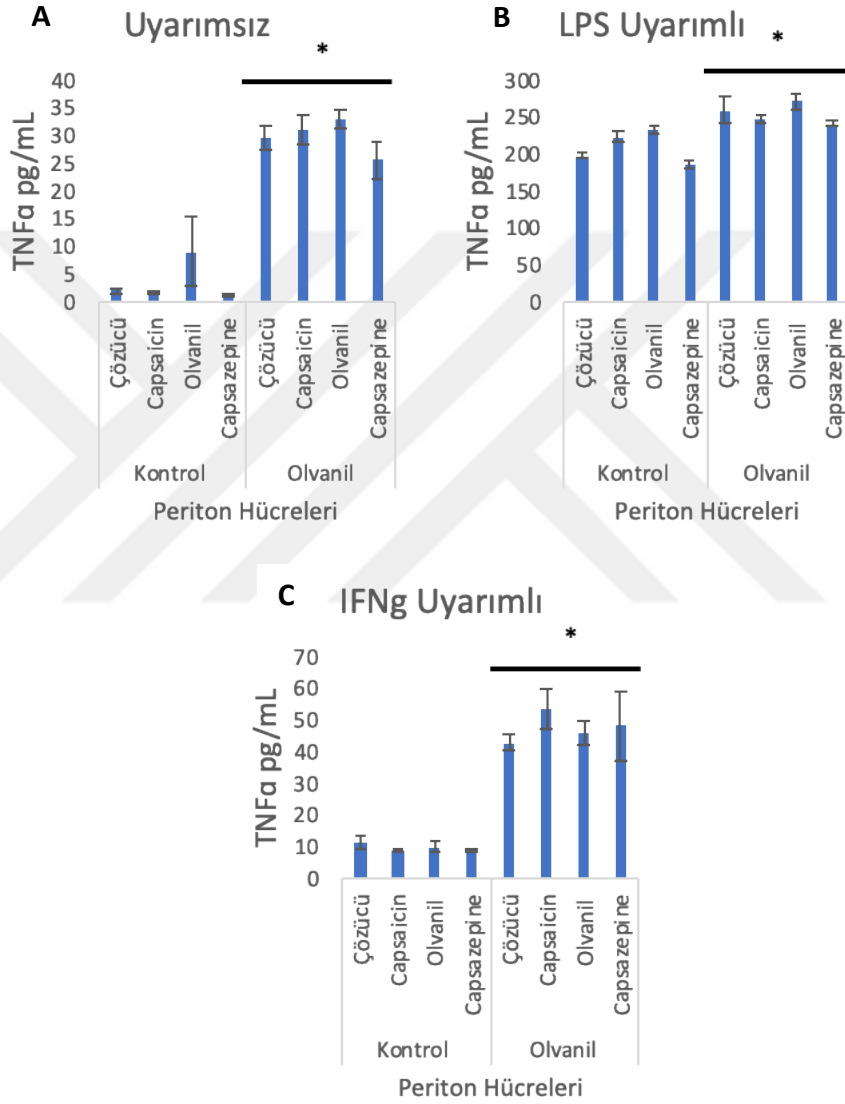 A
Uyarımsız
*
TNFα pg/mL
40
35
30
25
20
15
10
5
0
Çözücü
Capsaicin
Olvanil
Capsazepine
Çözücü
Capsaicin
Olvanil
Capsazepine
Kontrol
Olvanil
Periton Hücreleri
B
LPS Uyarımlı
*
TNFα pg/mL
300
250
200
150
100
50
0
Çözücü
Capsaicin
Olvanil
Capsazepine
Çözücü
Capsaicin
Olvanil
Capsazepine
Kontrol
Olvanil
Periton Hücreleri
C
IFNg Uyarımlı
*
TNFα pg/mL
70
60
50
40
30
20
10
0
Çözücü
Capsaicin
Olvanil
Capsazepine
Çözücü
Capsaicin
Olvanil
Capsazepine
Kontrol
Olvanil
Periton Hücreleri